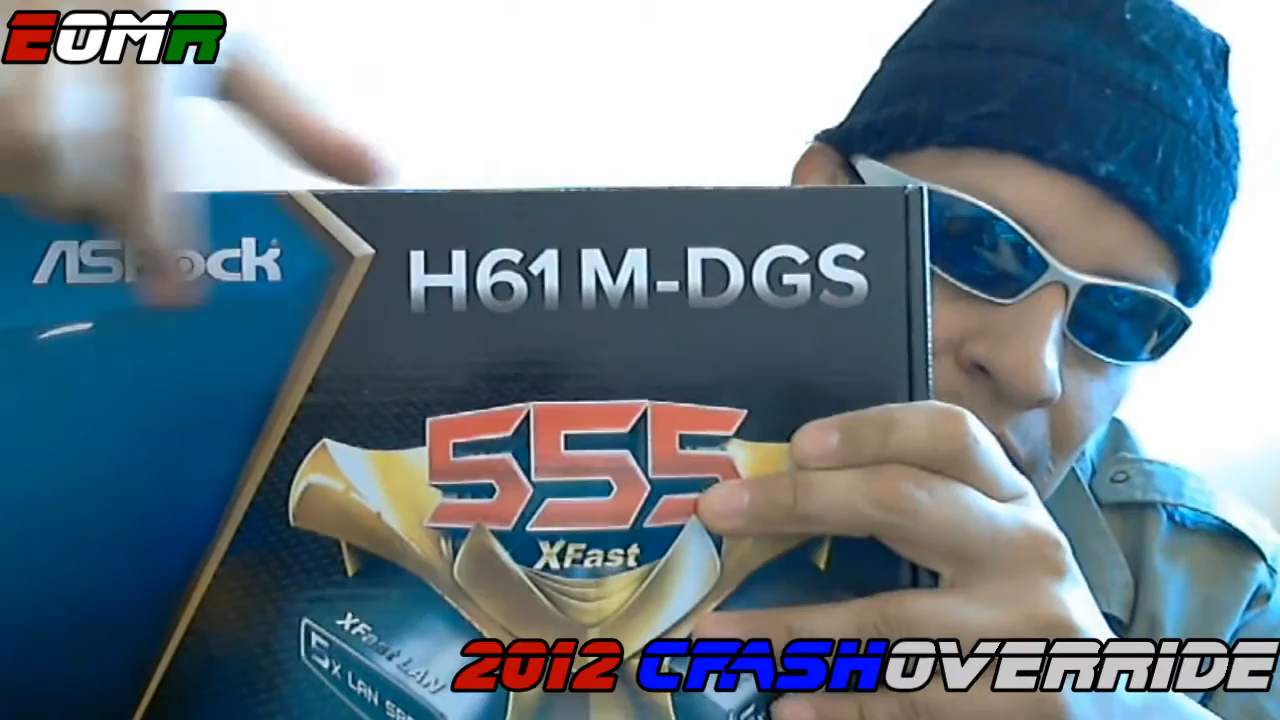 EOMR
ASRock
H61M-DGS
555
XFast
XFast LAN
5X LAN
2012 CRASHOVERRIDE